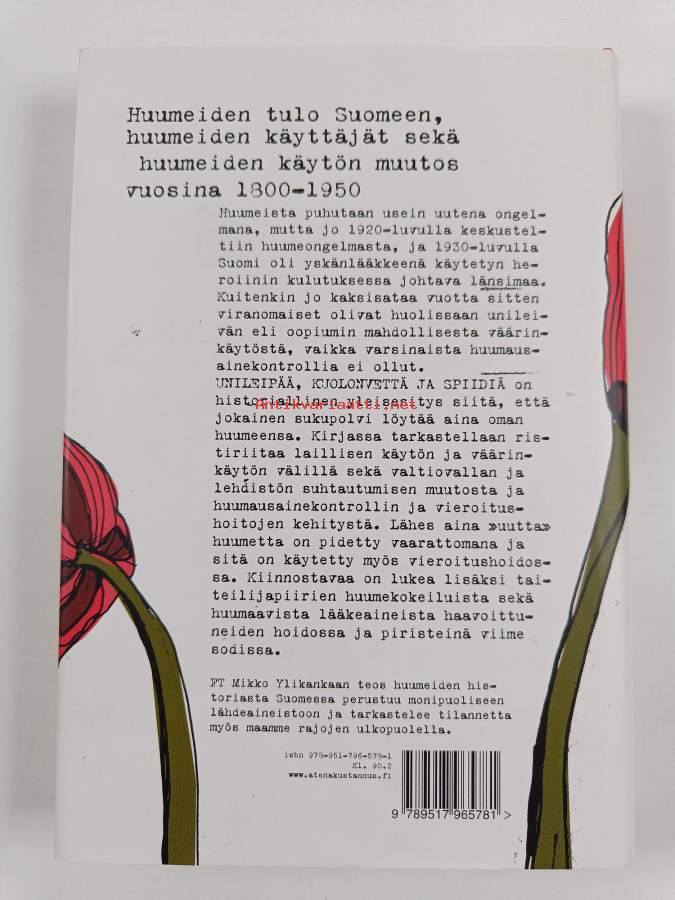 Huumeiden tulo Suomeen,
huumeiden käyttäjät sekä
huumeiden käytön muutos
vuosina 1800-1950
Huumeista puhutaan usein uutena ongel-
mana, mutta jo 1920-luvulla keskustel-
tiin huumeongelmasta, ja 1930-luvulla
Suomi oli yskänlääkkeenä käytetyn he-
roiinin kulutuksessa johtava länsimaa.
Kuitenkin jo kaksisataa vuotta sitten
viranomaiset olivat huolissaan unilei-
vän eli oopiumin mahdollisesta väärin-
käytöstä, vaikka varsinaista huumaus-
ainekontrollia ei ollut.
UNILEIPÄÄ, KUOLONVETTÄ JA SPIIDIÄ on
historiallinen yleisesitys siitä, että
Antikvariaatti.net
jokainen sukupolvi löytää aina oman
huumeensa. Kirjassa tarkastellaan ris-
tiriitaa laillisen käytön ja väärin-
käytön välillä sekä valtiovallan ja
lehdistön suhtautumisen muutosta ja
huumausainekontrollin ja vieroitus-
hoitojen kehitystä. Lähes aina »uutta»
huumetta on pidetty vaarattomana ja
sitä on käytetty myös vieroitushoidos-
sa. Kiinnostavaa on lukea lisäksi tai-
teilijapiirien huumekokeiluista sekä
huumaavista lääkeaineista haavoittu-
neiden hoidossa ja piristeinä viime
sodissa.
FT Mikko Ylikankaan teos huumeiden his-
toriasta Suomessa perustuu monipuoliseen
lähdeaineistoon ja tarkastelee tilannetta
myös maamme rajojen ulkopuolella.
isbn 978-951-796-578-1
Kl. 90.2
www.atenakustannus.fi
9 789517 965781 >